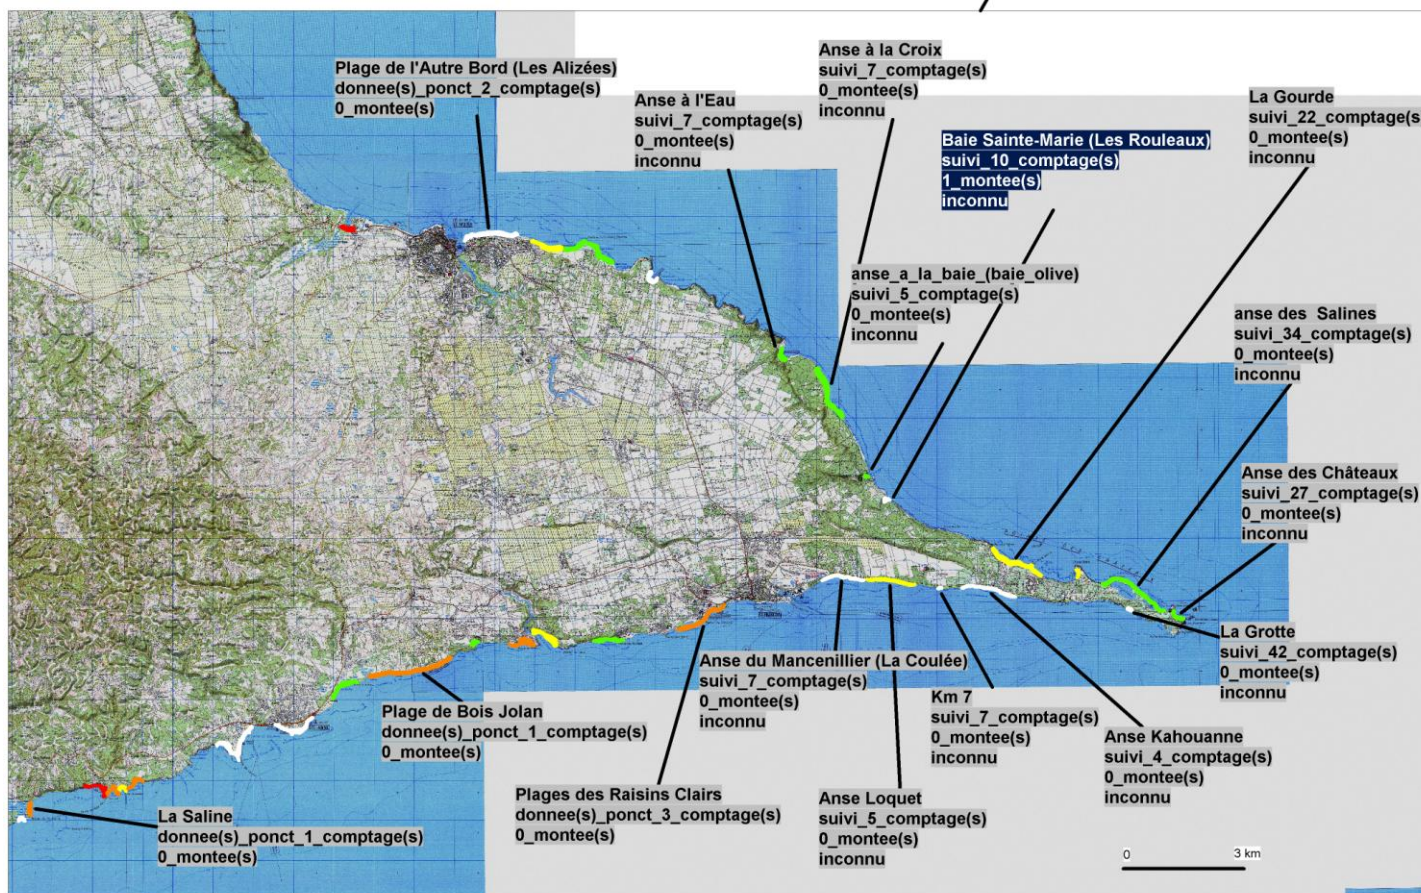 Plage de l'Autre Bord (Les Alizées)
donnee(s)_ponct_2_comptage(s)
0_montee(s)
Anse à l'Eau
suivi_7_comptage(s)
0_montee(s)
inconnu
Anse à la Croix
suivi_7_comptage(s)
0_montee(s)
inconnu
Baie Sainte-Marie (Les Rouleaux)
suivi_10_comptage(s)
1_montee(s)
inconnu
La Gourde
suivi_22_comptage(s)
0_montee(s)
inconnu
anse_a_la_baie_(baie_olive)
suivi_5_comptage(s)
0_montee(s)
inconnu
anse des Salines
suivi_34_comptage(s)
0_montee(s)
inconnu
Anse des Châteaux
suivi_27_comptage(s)
0_montee(s)
inconnu
La Grotte
suivi_42_comptage(s)
0_montee(s)
inconnu
Anse du Mancenillier (La Coulée)
suivi_7_comptage(s)
0_montee(s)
inconnu
Km 7
suivi_7_comptage(s)
0_montee(s)
inconnu
Anse Kahouanne
suivi_4_comptage(s)
0_montee(s)
inconnu
Plage de Bois Jolan
donnee(s)_ponct_1_comptage(s)
0_montee(s)
Plages des Raisins Clairs
donnee(s)_ponct_3_comptage(s)
0_montee(s)
Anse Loquet
suivi_5_comptage(s)
0_montee(s)
inconnu
La Saline
donnee(s)_ponct_1_comptage(s)
0_montee(s)
0 3 km